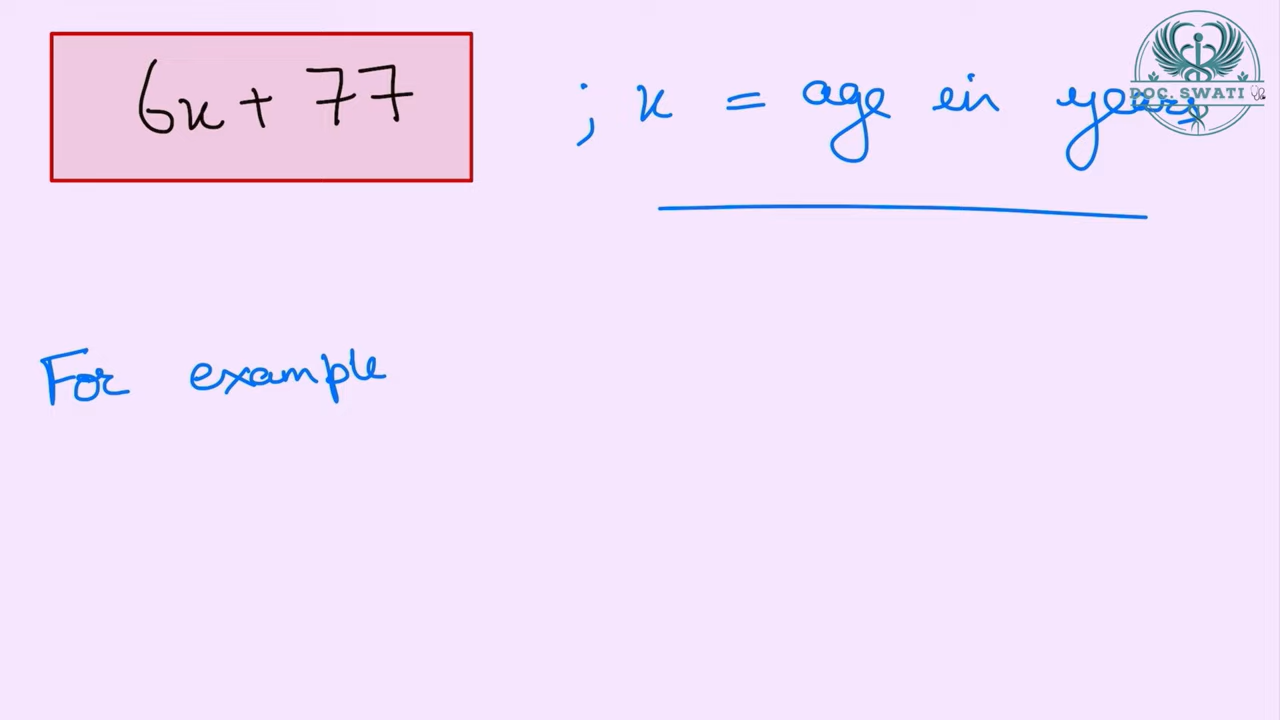 6x + 77 ; x = age in years
DOC. SWATI
For example